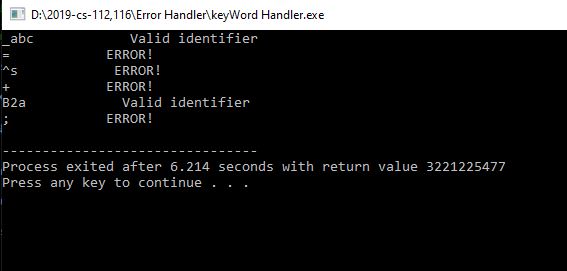 D:\2019-cs-112,116\Error Handler\keyWord Handler.exe
_abc Valid identifier
= ERROR!
^s ERROR!
+ ERROR!
B2a Valid identifier
; ERROR!
--------------------------------
Process exited after 6.214 seconds with return value 3221225477
Press any key to continue . . .